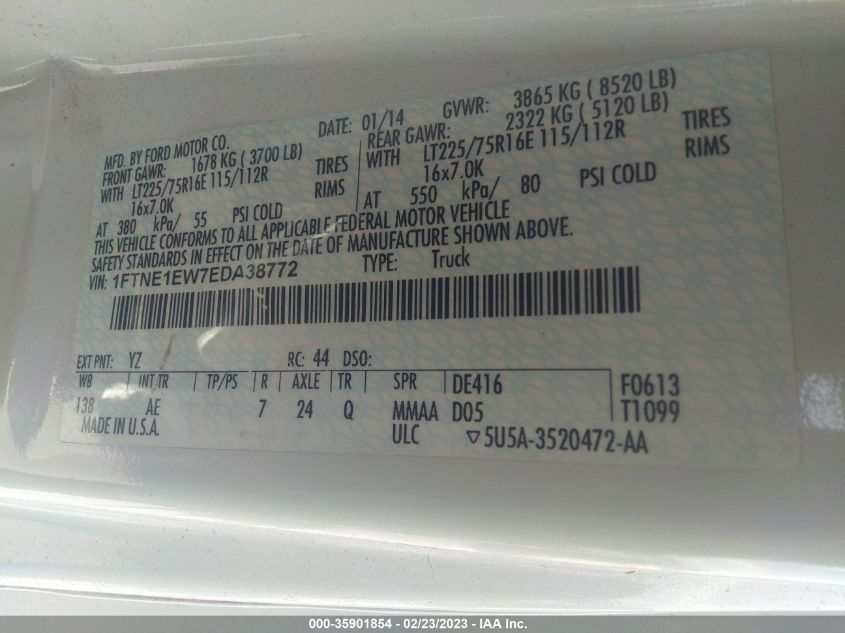 MFD. BY FORD MOTOR CO.
DATE: 01/14 GVWR: 3865 KG ( 8520 LB)
FRONT GAWR: 1678 KG ( 3700 LB)
REAR GAWR: 2322 KG ( 5120 LB)
WITH LT225/75R16E 115/112R TIRES
WITH LT225/75R16E 115/112R TIRES
16x7.0K RIMS
16x7.0K RIMS
AT 380 kPa/ 55 PSI COLD
AT 550 kPa/ 80 PSI COLD
THIS VEHICLE CONFORMS TO ALL APPLICABLE FEDERAL MOTOR VEHICLE
SAFETY STANDARDS IN EFFECT ON THE DATE OF MANUFACTURE SHOWN ABOVE.
VIN: 1FTNE1EW7EDA38772 TYPE: Truck
EXT PNT: YZ RC: 44 DSO:
WB INT TR TP/PS R AXLE TR SPR DE416 F0613
138 AE 7 24 Q MMAA D05 T1099
MADE IN U.S.A. ULC ▽5U5A-3520472-AA
000-35901854 - 02/23/2023 - IAA Inc.